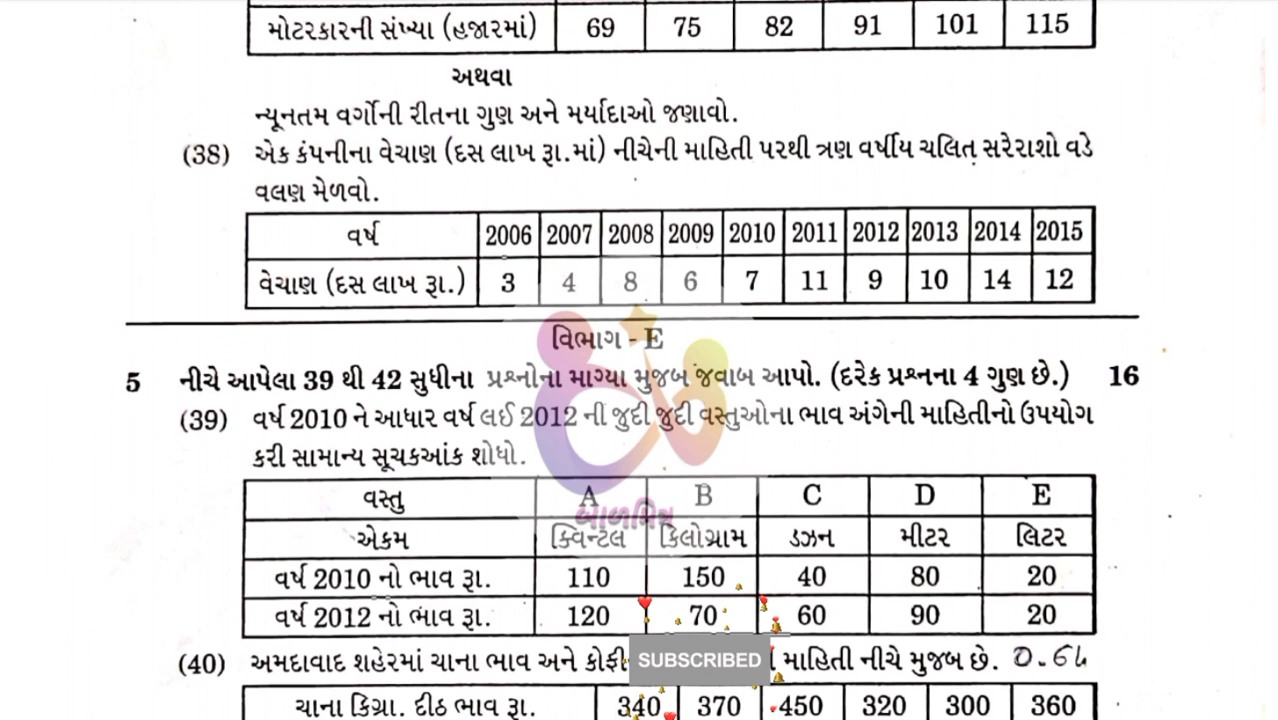 મોટરકારની સંખ્યા (હજારમાં) 69 75 82 91 101 115
અથવા
ન્યૂનતમ વર્ગોની રીતના ગુણ અને મર્યાદાઓ જણાવો.
(38) એક કંપનીના વેચાણ (દસ લાખ રૂા.માં) નીચેની માહિતી પરથી ત્રણ વર્ષીય ચલિત સરેરાશો વડે
વલણ મેળવો.
વર્ષ 2006 2007 2008 2009 2010 2011 2012 2013 2014 2015
વેચાણ (દસ લાખ રૂા.) 3 4 8 6 7 11 9 10 14 12
વિભાગ - E
5 નીચે આપેલા 39 થી 42 સુધીના પ્રશ્નોના માગ્યા મુજબ જવાબ આપો. (દરેક પ્રશ્નના 4 ગુણ છે.) 16
(39) વર્ષ 2010 ને આધાર વર્ષ લઈ 2012 ની જુદી જુદી વસ્તુઓના ભાવ અંગેની માહિતીનો ઉપયોગ
કરી સામાન્ય સૂચકઆંક શોધો.
વસ્તુ A B C D E
બાળમિત્ર
એકમ ક્વિન્ટલ કિલોગ્રામ ડઝન મીટર લિટર
વર્ષ 2010 નો ભાવ રૂા. 110 150 40 80 20
વર્ષ 2012 નો ભાવ રૂા. 120 70 60 90 20
(40) અમદાવાદ શહેરમાં ચાના ભાવ અને કોફી SUBSCRIBED માહિતી નીચે મુજબ છે. 0.64
ચાના કિગ્રા. દીઠ ભાવ રૂા. 340 370 450 320 300 360